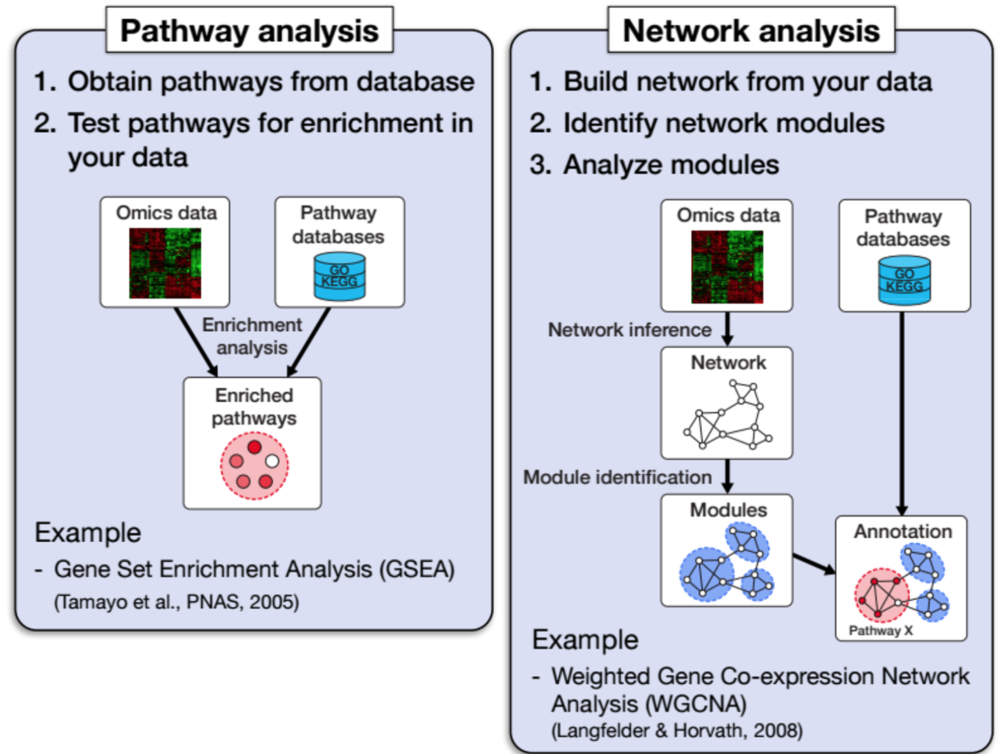 Pathway analysis
1. Obtain pathways from database
2. Test pathways for enrichment in
your data
Omics data
Pathway
databases
GO
KEGG
Enrichment
analysis
Enriched
pathways
Example
- Gene Set Enrichment Analysis (GSEA)
(Tamayo et al., PNAS, 2005)
Network analysis
1. Build network from your data
2. Identify network modules
3. Analyze modules
Omics data
Pathway
databases
GO
KEGG
Network inference
Network
Module identification
Modules
Annotation
Pathway X
Example
- Weighted Gene Co-expression Network
Analysis (WGCNA)
(Langfelder & Horvath, 2008)